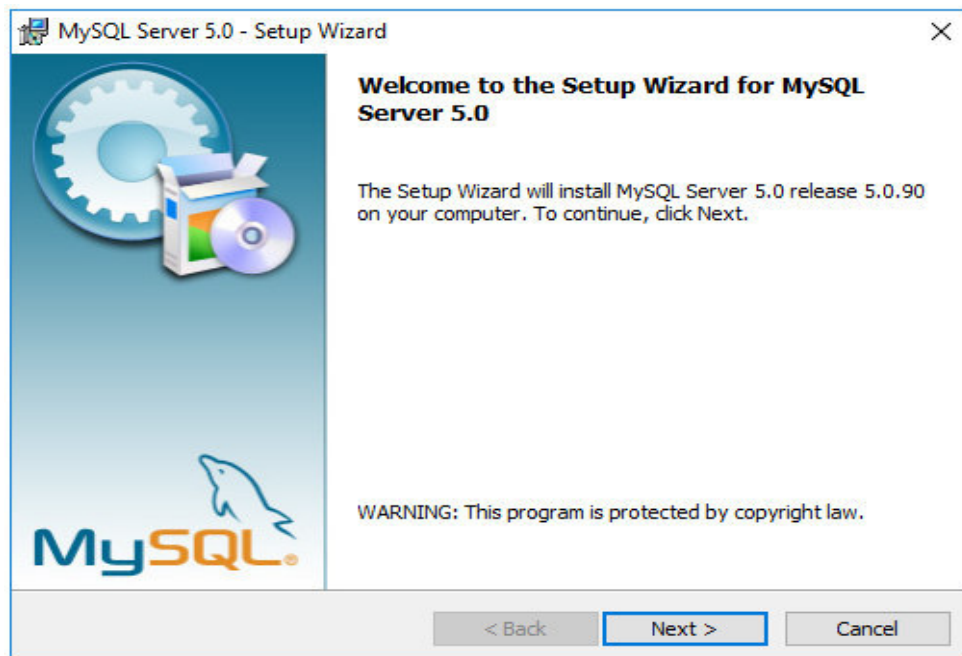 MySQL Server 5.0 - Setup Wizard
Welcome to the Setup Wizard for MySQL
Server 5.0
The Setup Wizard will install MySQL Server 5.0 release 5.0.90
on your computer. To continue, click Next.
WARNING: This program is protected by copyright law.
MySQL®
< Back
Next >
Cancel